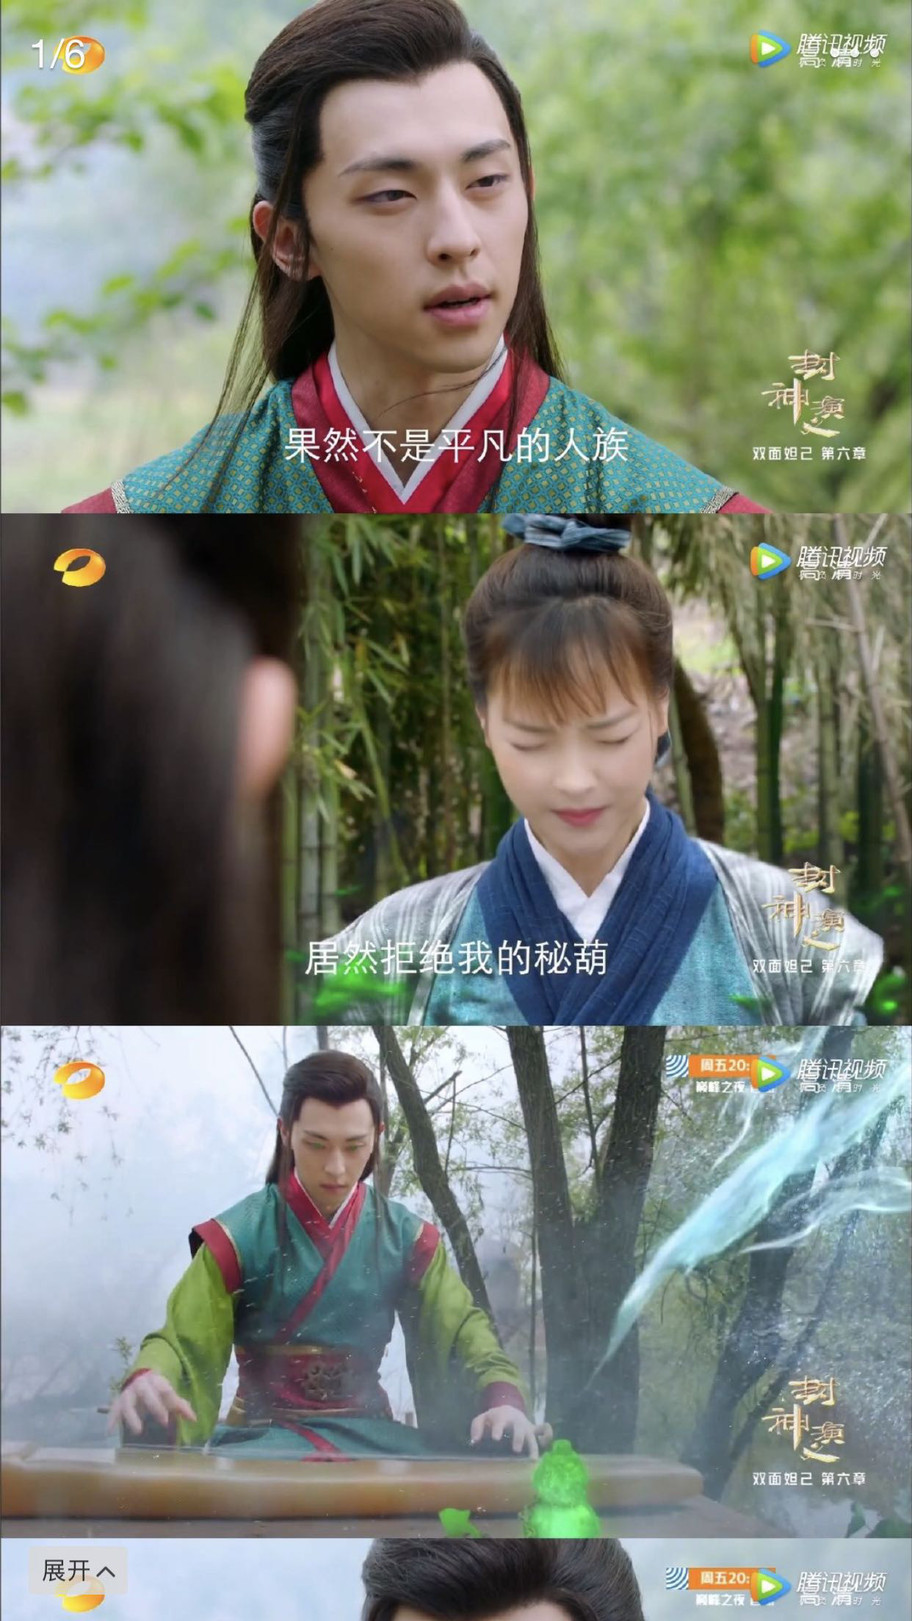 1/6
腾讯视频
高清时光
封神演义
双面妲己 第六章
果然不是平凡的人族
腾讯视频
高清时光
封神演义
双面妲己 第六章
居然拒绝我的秘葫
周五20:
腾讯视频
巅峰之夜
高清
封神演义
双面妲己 第六章
展开
周五20:
腾讯视频
巅峰之夜
高清时光